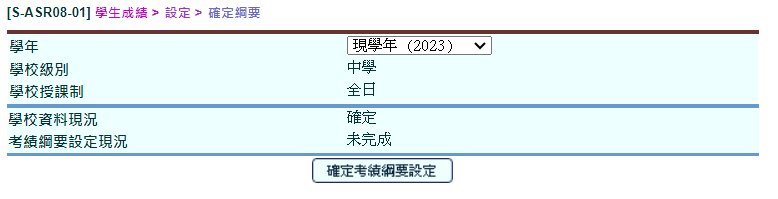 [S-ASR08-01] 學生成績 > 設定 > 確定綱要
學年 現學年 (2023)
學校級別 中學
學校授課制 全日
學校資料現況 確定
考績綱要設定現況 未完成
確定考績綱要設定